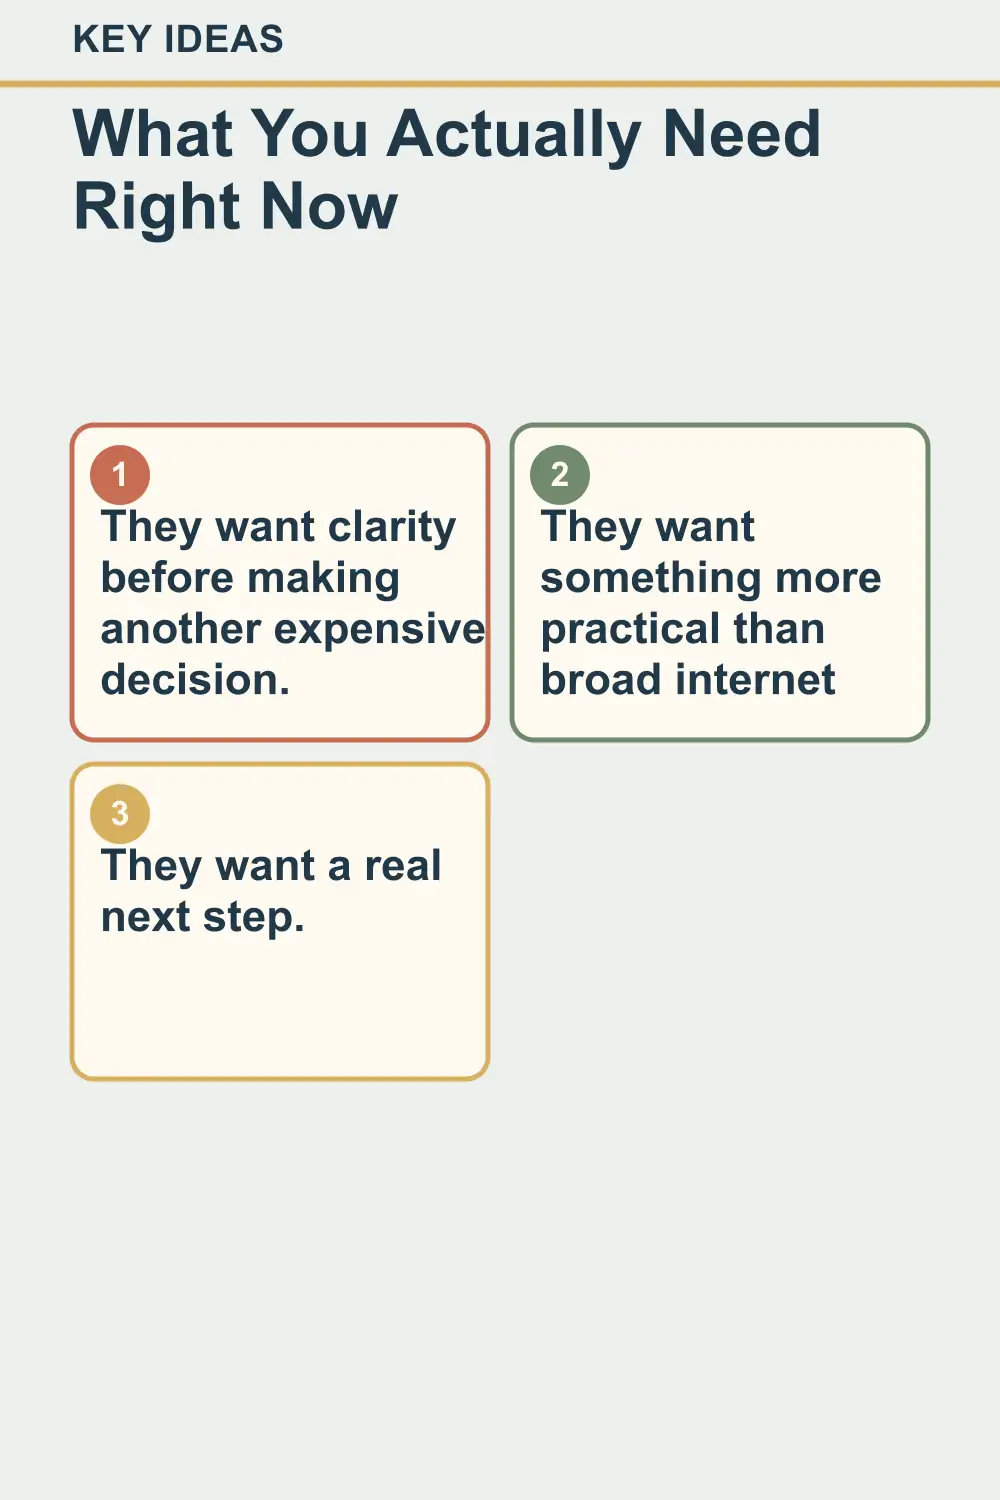 KEY IDEAS
What You Actually Need
Right Now
1
They want clarity
before making
another expensive
decision.
2
They want
something more
practical than
broad internet
3
They want a real
next step.